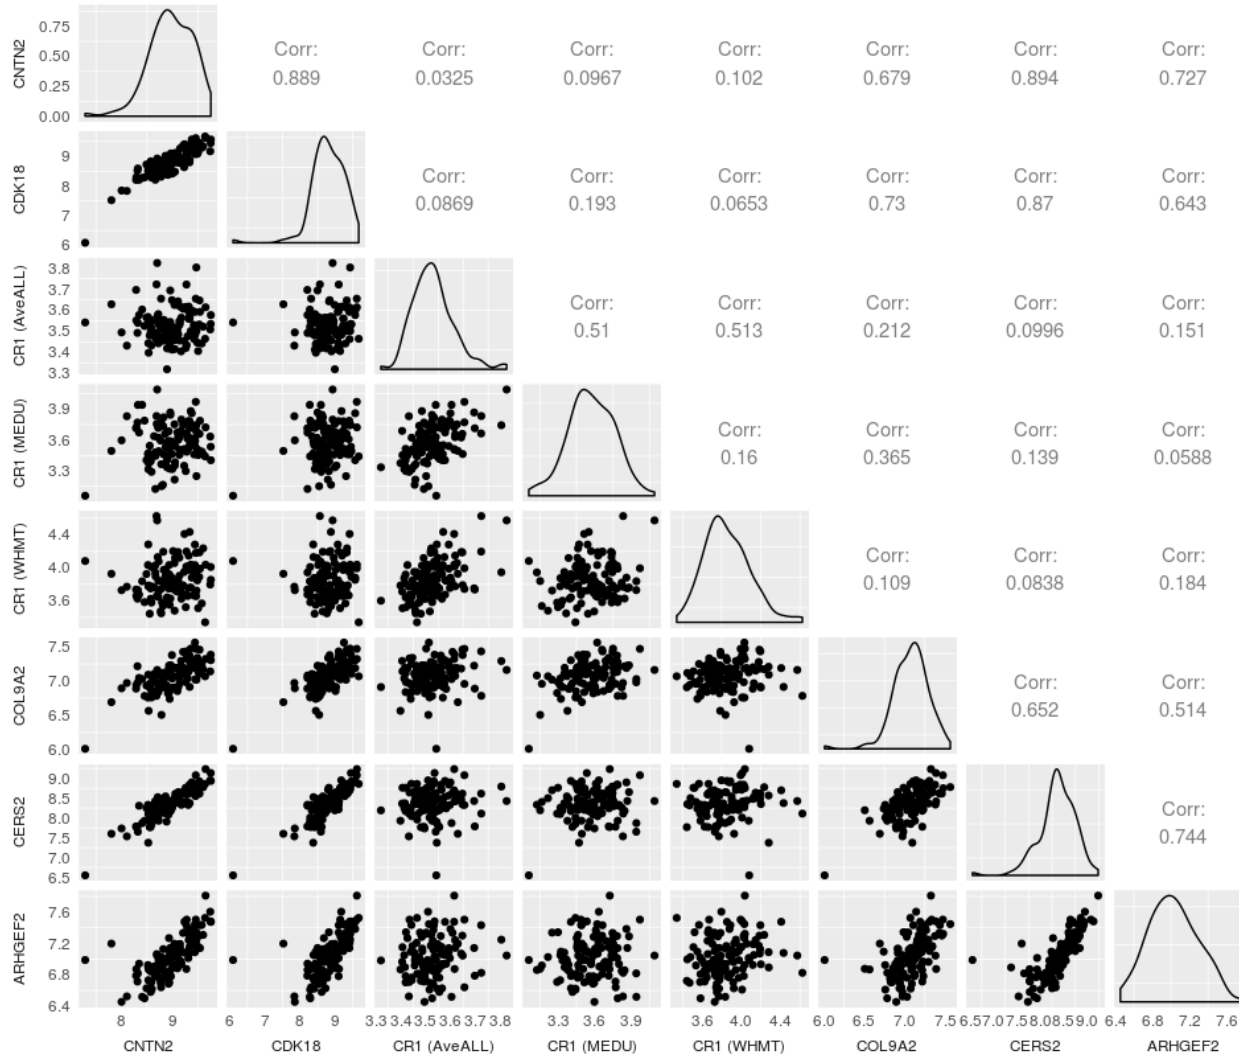 CNTN2
0.75
0.50
0.25
0.00
Corr:
0.889
Corr:
0.0325
Corr:
0.0967
Corr:
0.102
Corr:
0.679
Corr:
0.894
Corr:
0.727
CDK18
9
8
7
6
Corr:
0.0869
Corr:
0.193
Corr:
0.0653
Corr:
0.73
Corr:
0.87
Corr:
0.643
CR1 (AveALL)
3.8
3.7
3.6
3.5
3.4
3.3
Corr:
0.51
Corr:
0.513
Corr:
0.212
Corr:
0.0996
Corr:
0.151
CR1 (MEDU)
3.9
3.6
3.3
Corr:
0.16
Corr:
0.365
Corr:
0.139
Corr:
0.0588
CR1 (WHMT)
4.4
4.0
3.6
Corr:
0.109
Corr:
0.0838
Corr:
0.184
COL9A2
7.5
7.0
6.5
6.0
Corr:
0.652
Corr:
0.514
CERS2
9.0
8.5
8.0
7.5
7.0
6.5
Corr:
0.744
ARHGEF2
7.6
7.2
6.8
6.4
8 9 6 7 8 9 3.3 3.4 3.5 3.6 3.7 3.8 3.3 3.6 3.9 3.6 4.0 4.4 6.0 6.5 7.0 7.5 6.5 7.0 7.5 8.0 8.5 9.0 6.4 6.8 7.2 7.6
CNTN2 CDK18 CR1 (AveALL) CR1 (MEDU) CR1 (WHMT) COL9A2 CERS2 ARHGEF2